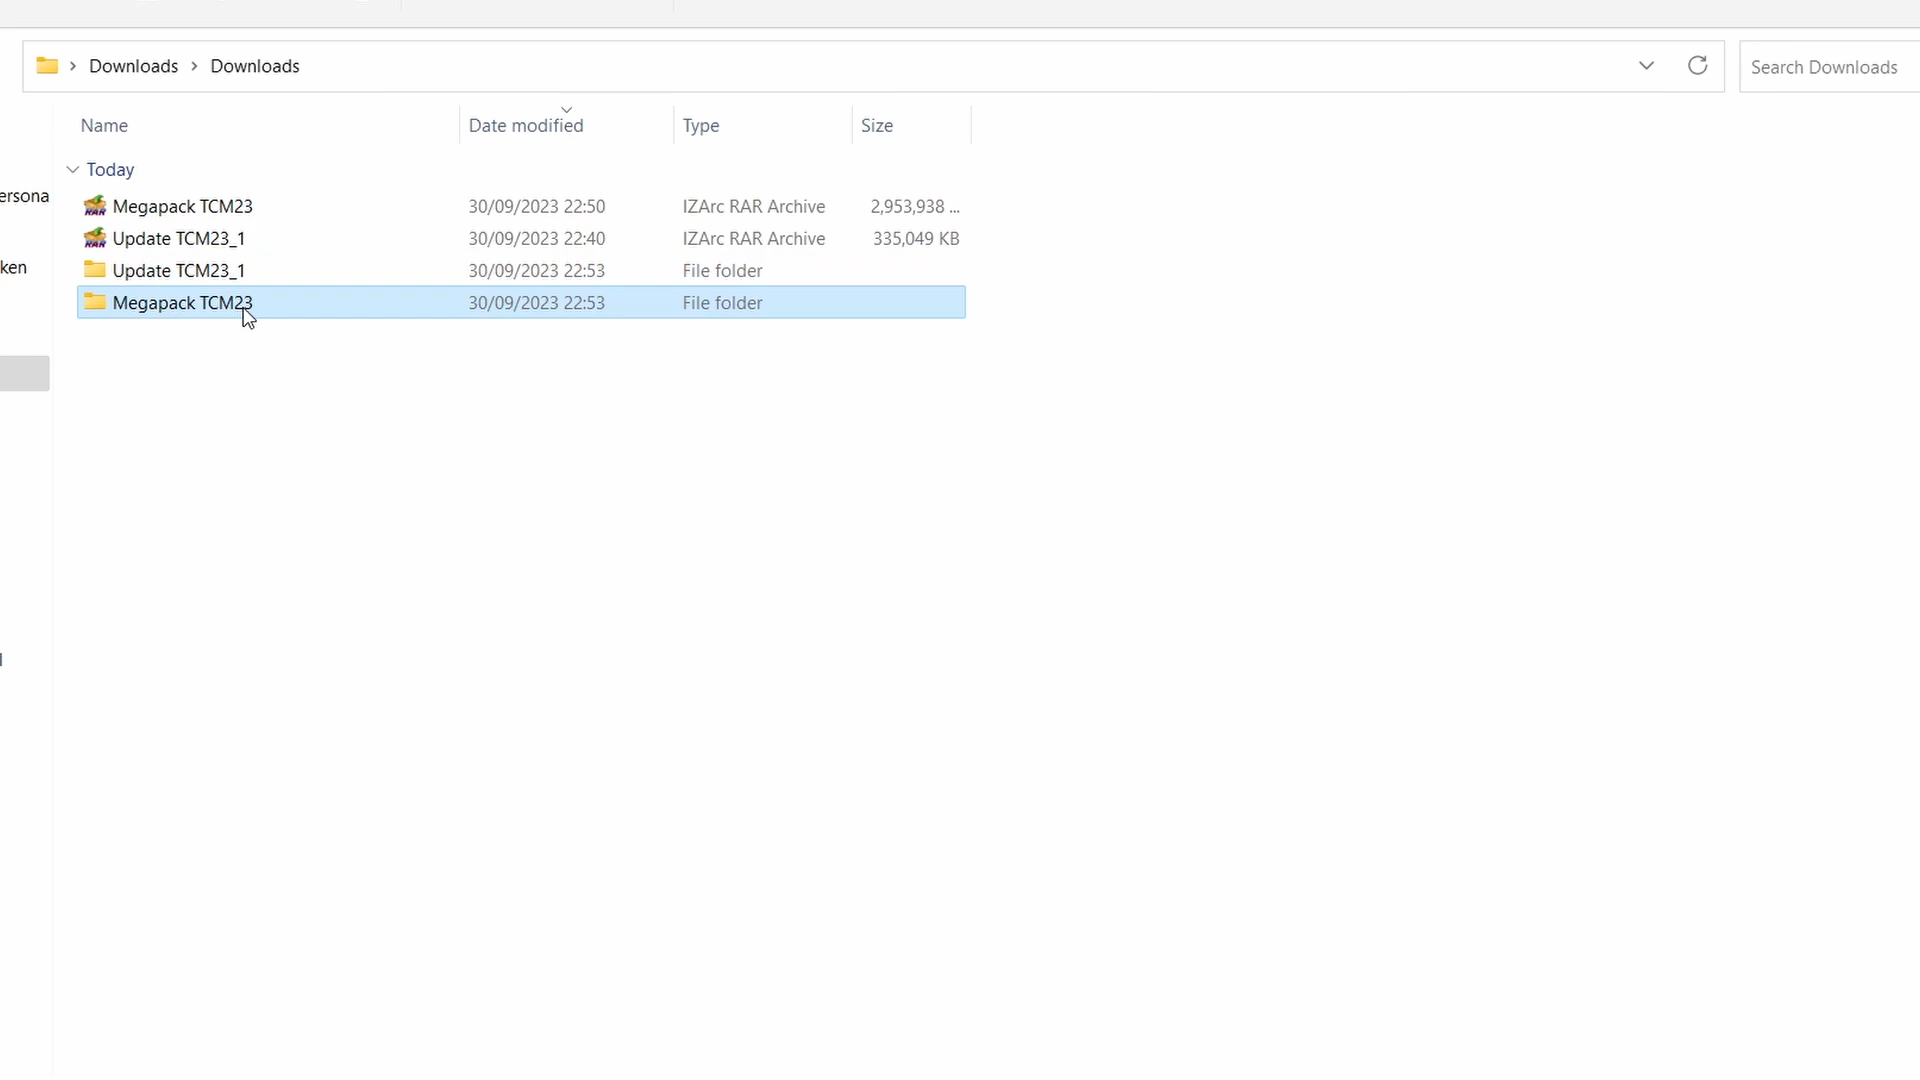 Downloads > Downloads
Search Downloads
Name Date modified Type Size
Today
Megapack TCM23 30/09/2023 22:50 IZArc RAR Archive 2,953,938 ...
Update TCM23_1 30/09/2023 22:40 IZArc RAR Archive 335,049 KB
Update TCM23_1 30/09/2023 22:53 File folder
Megapack TCM23 30/09/2023 22:53 File folder
ersona
ken